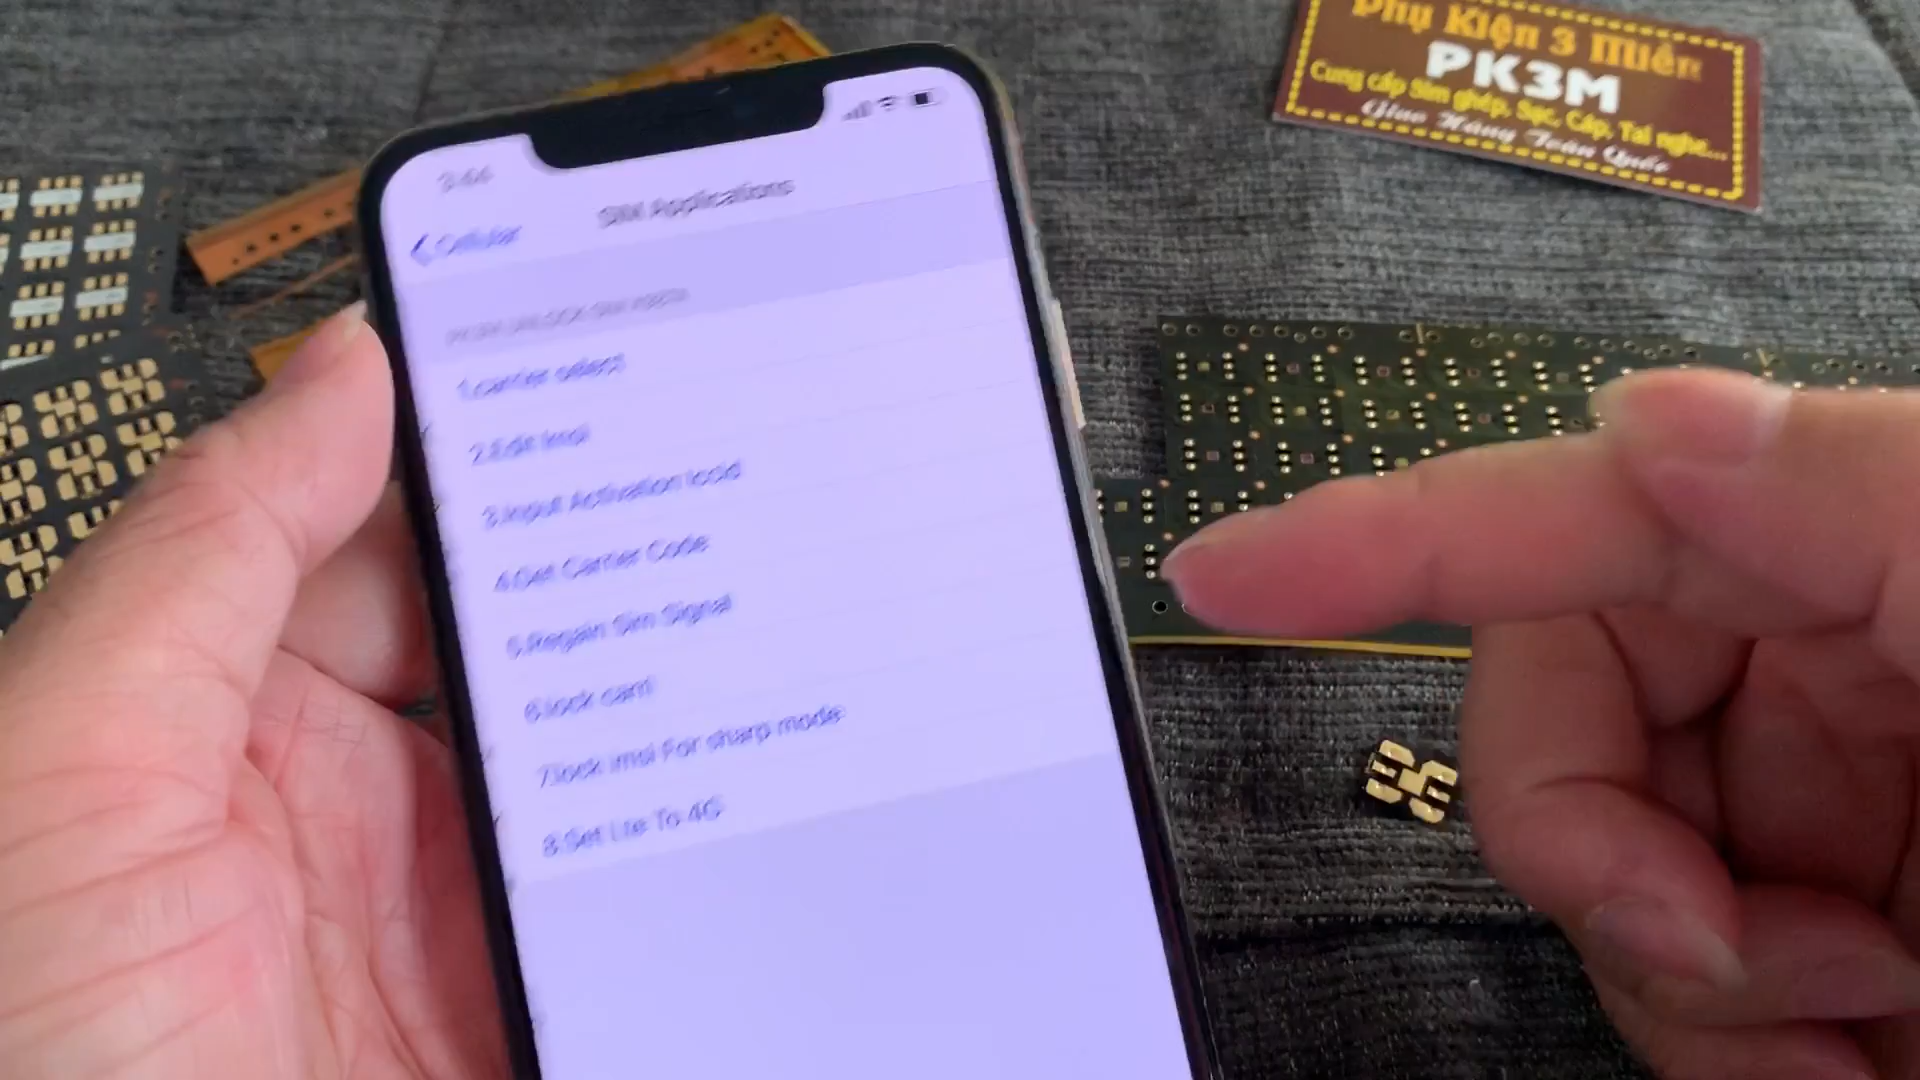 Phụ Kiện 3 Miền
PK3M
Cung cấp Sim ghép, Sạc, Cáp, Tai nghe...
Giao Hàng Toàn Quốc
SIM Applications
Cellular
1.carrier select
2.Edit Imsi
3.Input Activation Iccid
4.Get Carrier Code
5.Regain Sim Signal
6.lock card
7.lock imsi For sharp mode
8.Set Lte To 4G